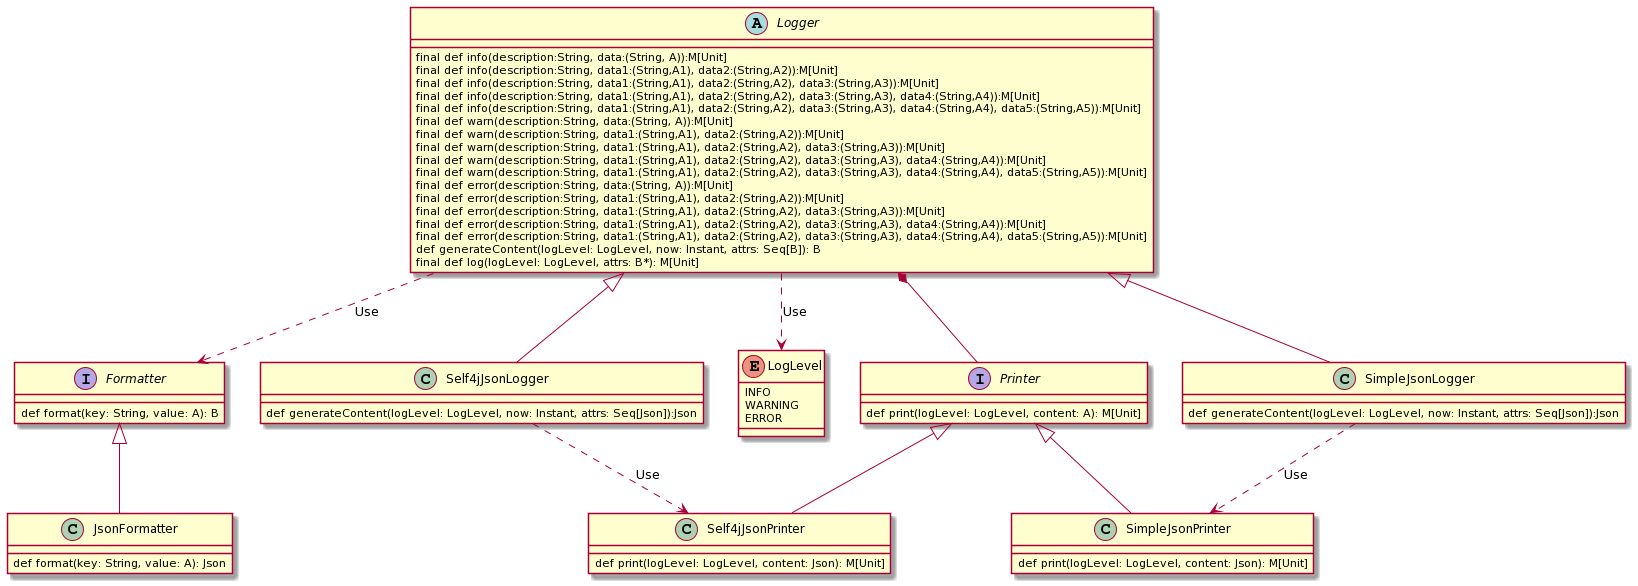 A Logger
final def info(description:String, data:(String, A)):M[Unit]
final def info(description:String, data1:(String,A1), data2:(String,A2)):M[Unit]
final def info(description:String, data1:(String,A1), data2:(String,A2), data3:(String,A3)):M[Unit]
final def info(description:String, data1:(String,A1), data2:(String,A2), data3:(String,A3), data4:(String,A4)):M[Unit]
final def info(description:String, data1:(String,A1), data2:(String,A2), data3:(String,A3), data4:(String,A4), data5:(String,A5)):M[Unit]
final def warn(description:String, data:(String, A)):M[Unit]
final def warn(description:String, data1:(String,A1), data2:(String,A2)):M[Unit]
final def warn(description:String, data1:(String,A1), data2:(String,A2), data3:(String,A3)):M[Unit]
final def warn(description:String, data1:(String,A1), data2:(String,A2), data3:(String,A3), data4:(String,A4)):M[Unit]
final def warn(description:String, data1:(String,A1), data2:(String,A2), data3:(String,A3), data4:(String,A4), data5:(String,A5)):M[Unit]
final def error(description:String, data:(String, A)):M[Unit]
final def error(description:String, data1:(String,A1), data2:(String,A2)):M[Unit]
final def error(description:String, data1:(String,A1), data2:(String,A2), data3:(String,A3)):M[Unit]
final def error(description:String, data1:(String,A1), data2:(String,A2), data3:(String,A3), data4:(String,A4)):M[Unit]
final def error(description:String, data1:(String,A1), data2:(String,A2), data3:(String,A3), data4:(String,A4), data5:(String,A5)):M[Unit]
def generateContent(logLevel: LogLevel, now: Instant, attrs: Seq[B]): B
final def log(logLevel: LogLevel, attrs: B*): M[Unit]
Use
Use
I Formatter
def format(key: String, value: A): B
C Self4jJsonLogger
def generateContent(logLevel: LogLevel, now: Instant, attrs: Seq[Json]):Json
E LogLevel
INFO
WARNING
ERROR
I Printer
def print(logLevel: LogLevel, content: A): M[Unit]
C SimpleJsonLogger
def generateContent(logLevel: LogLevel, now: Instant, attrs: Seq[Json]):Json
Use
Use
C JsonFormatter
def format(key: String, value: A): Json
C Self4jJsonPrinter
def print(logLevel: LogLevel, content: Json): M[Unit]
C SimpleJsonPrinter
def print(logLevel: LogLevel, content: Json): M[Unit]